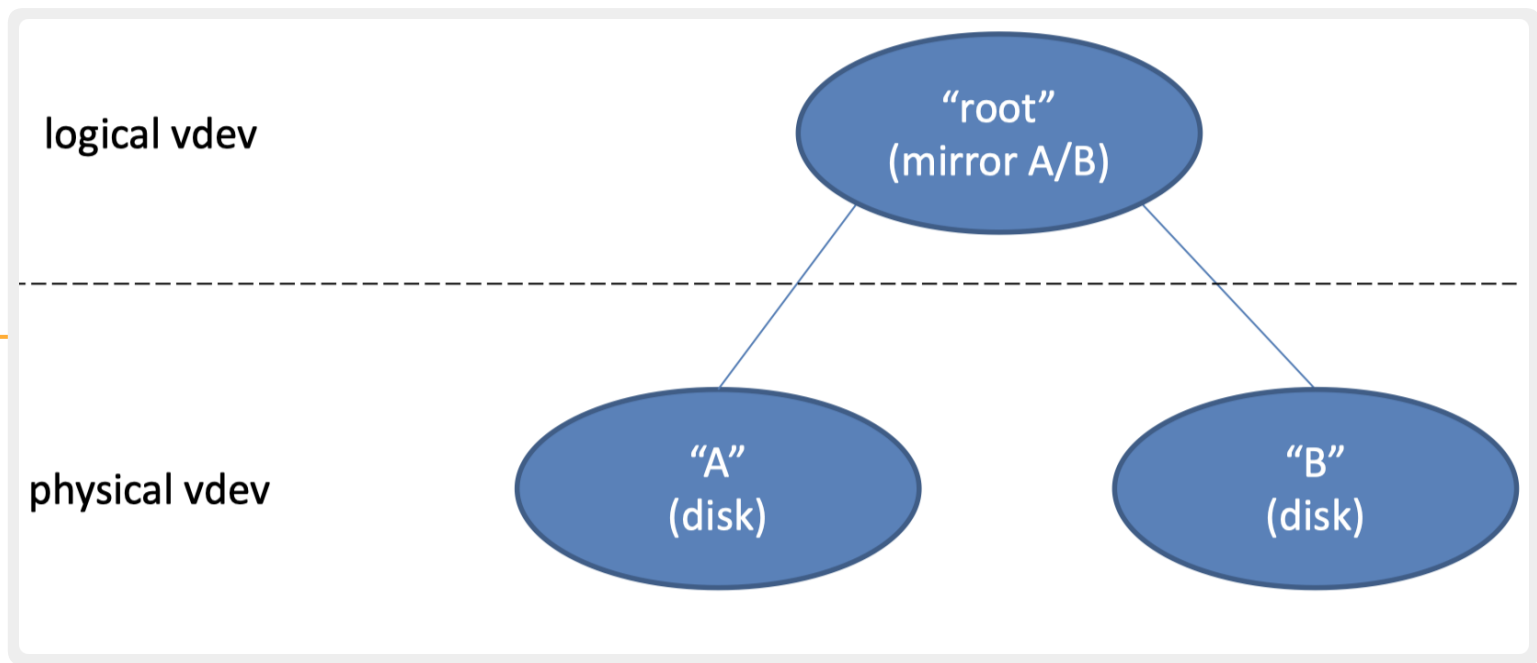 logical vdev
“root”
(mirror A/B)
physical vdev
“A”
(disk)
“B”
(disk)